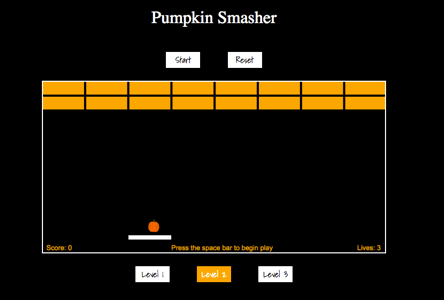 Pumpkin Smasher
Start Reset
Score: 0 Press the space bar to begin play Lives: 3
Level 1 Level 2 Level 3